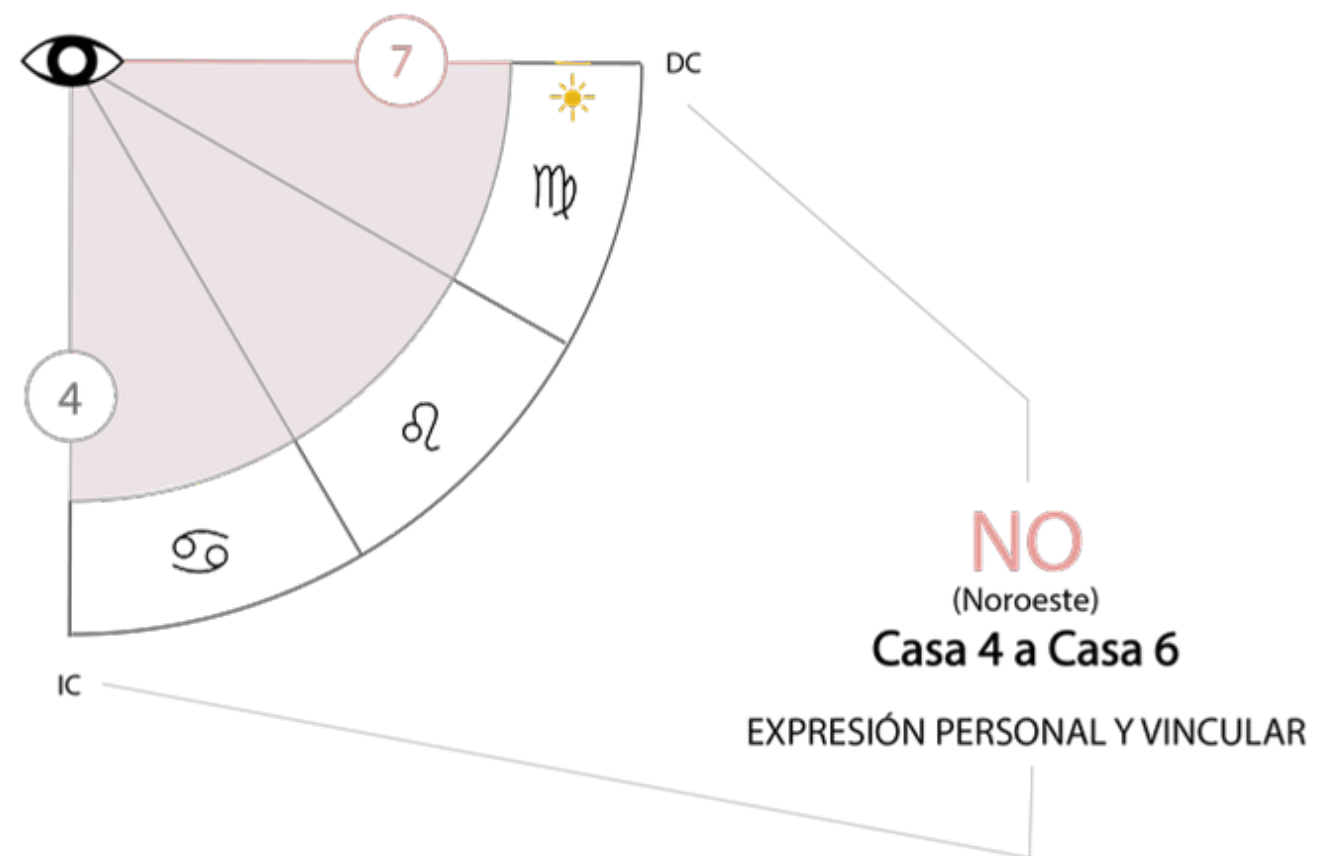 7
DC
♍
4
♌
♋
IC
NO
(Noroeste)
Casa 4 a Casa 6
EXPRESIÓN PERSONAL Y VINCULAR